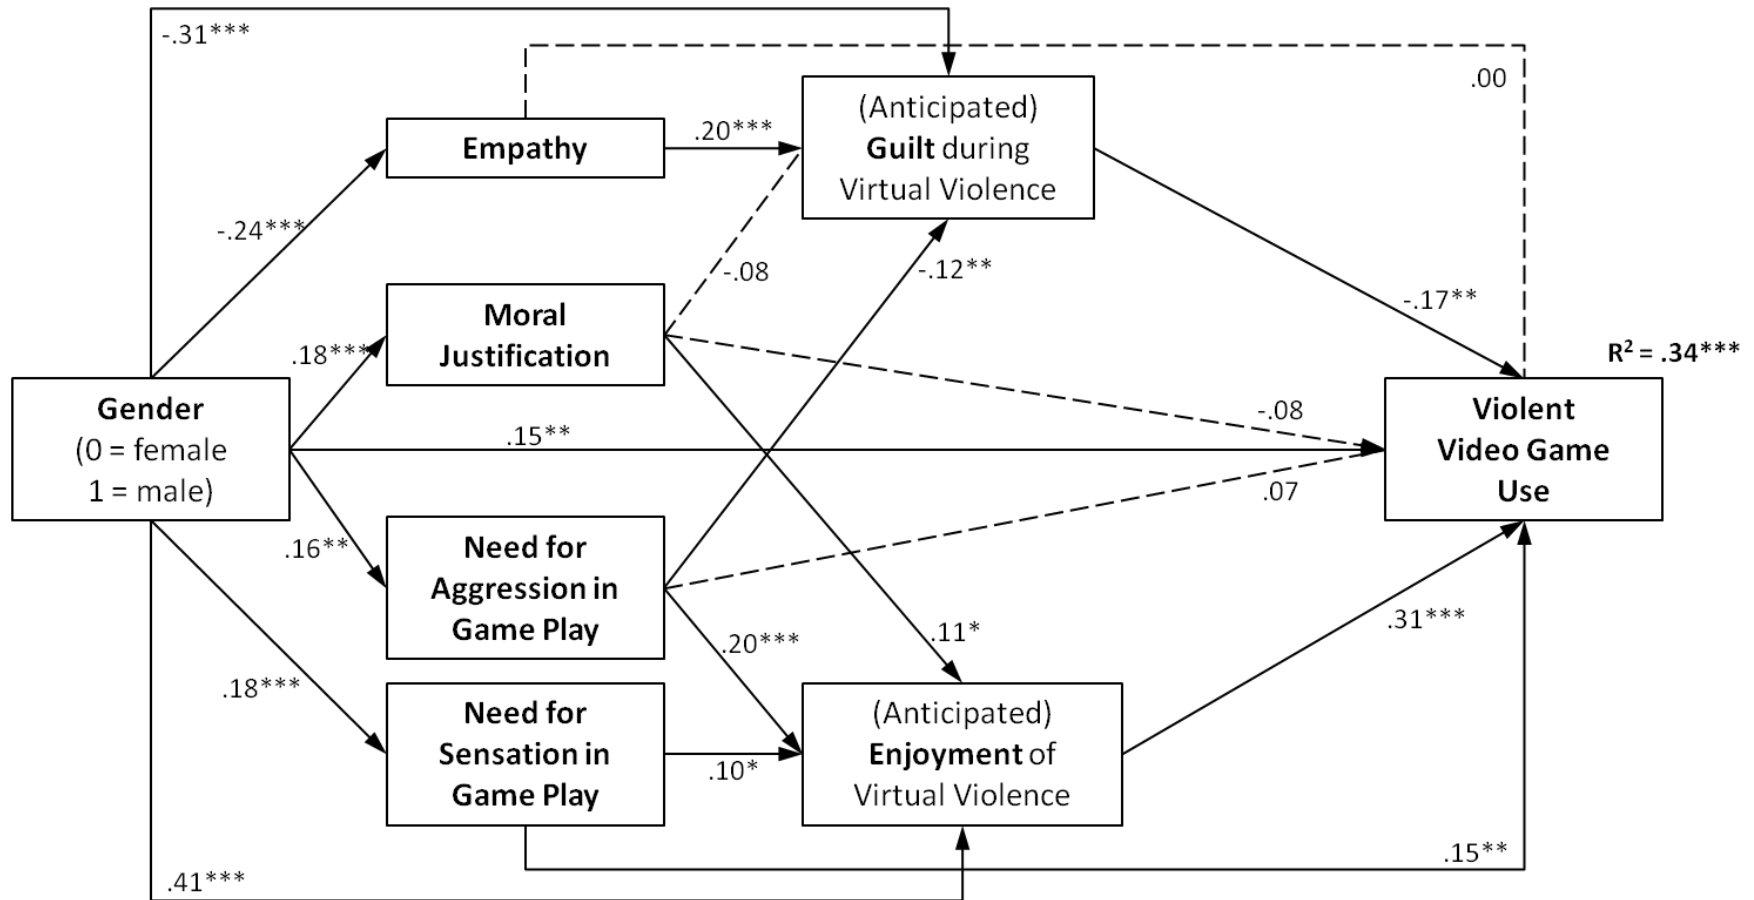 -.31***
.00
(Anticipated)
Guilt during
Virtual Violence
.20***
Empathy
-.24***
-.08
-.12**
-.17**
Moral
Justification
.18***
R² = .34***
Gender
(0 = female
1 = male)
.15**
-.08
Violent
Video Game
Use
.07
.16**
Need for
Aggression in
Game Play
.20***
.11*
.31***
.18***
Need for
Sensation in
Game Play
.10*
(Anticipated)
Enjoyment of
Virtual Violence
.15**
.41***